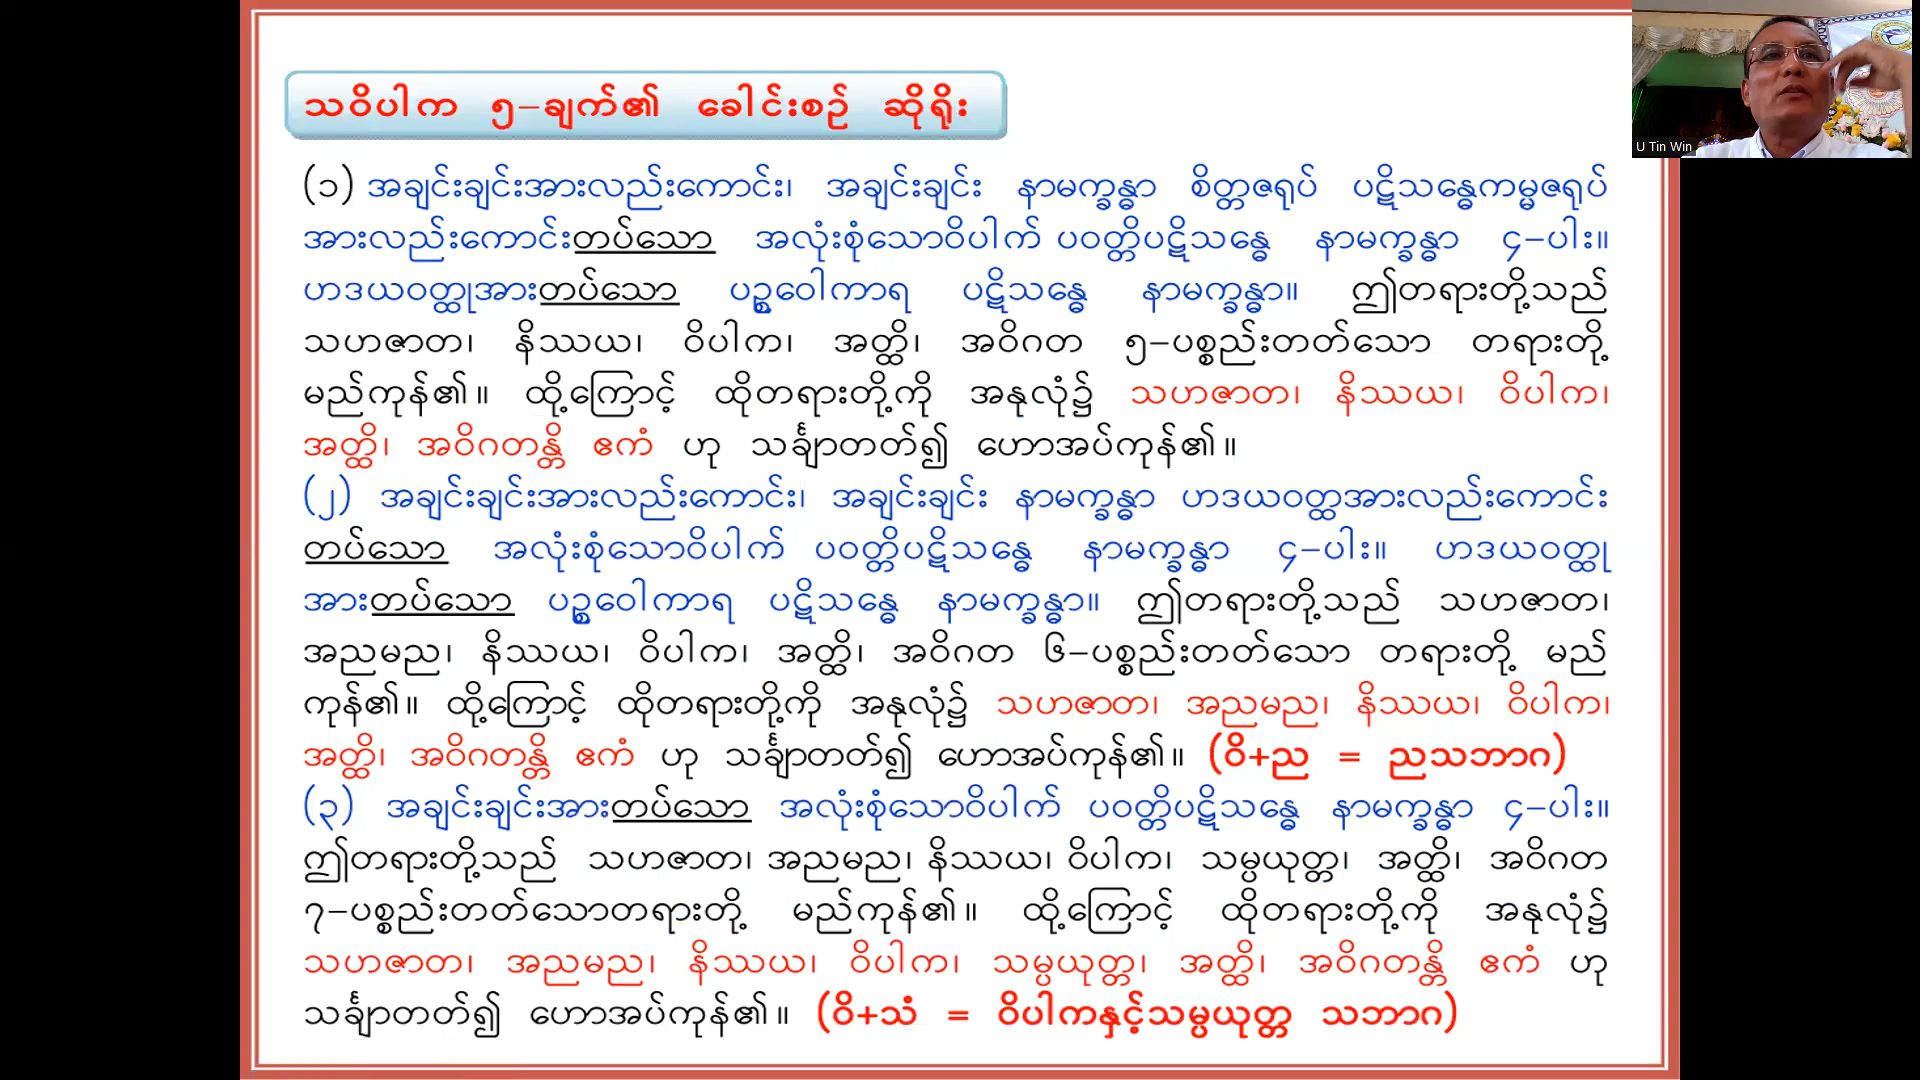 သဝိပါက ၅-ချက်၏ ခေါင်းစဉ် ဆိုရိုး
(၁) အချင်းချင်းအားလည်းကောင်း၊ အချင်းချင်း နာမက္ခန္ဓာ စိတ္တဇရုပ် ပဋိသန္ဓေကမ္မဇရုပ်
အားလည်းကောင်းတပ်သော အလုံးစုံသောဝိပါက် ပဝတ္တိပဋိသန္ဓေ နာမက္ခန္ဓာ ၄-ပါး။
ဟဒယဝတ္ထုအားတပ်သော ပဉ္စဝေါကာရ ပဋိသန္ဓေ နာမက္ခန္ဓာ။ ဤတရားတို့သည်
သဟဇာတ၊ နိဿယ၊ ဝိပါက၊ အတ္ထိ၊ အဝိဂတ ၅-ပစ္စည်းတတ်သော တရားတို့
မည်ကုန်၏။ ထို့ကြောင့် ထိုတရားတို့ကို အနုလုံ၌ သဟဇာတ၊ နိဿယ၊ ဝိပါက၊
အတ္ထိ၊ အဝိဂတန္တိ ဧကံ ဟု သင်္ချာတတ်၍ ဟောအပ်ကုန်၏။
(၂) အချင်းချင်းအားလည်းကောင်း၊ အချင်းချင်း နာမက္ခန္ဓာ ဟဒယဝတ္ထအားလည်းကောင်း
တပ်သော အလုံးစုံသောဝိပါက် ပဝတ္တိပဋိသန္ဓေ နာမက္ခန္ဓာ ၄-ပါး။ ဟဒယဝတ္ထု
အားတပ်သော ပဉ္စဝေါကာရ ပဋိသန္ဓေ နာမက္ခန္ဓာ။ ဤတရားတို့သည် သဟဇာတ၊
အညမည၊ နိဿယ၊ ဝိပါက၊ အတ္ထိ၊ အဝိဂတ ၆-ပစ္စည်းတတ်သော တရားတို့ မည်
ကုန်၏။ ထို့ကြောင့် ထိုတရားတို့ကို အနုလုံ၌ သဟဇာတ၊ အညမည၊ နိဿယ၊ ဝိပါက၊
အတ္ထိ၊ အဝိဂတန္တိ ဧကံ ဟု သင်္ချာတတ်၍ ဟောအပ်ကုန်၏။ (ဝိ+ည = ညသဘာဂ)
(၃) အချင်းချင်းအားတပ်သော အလုံးစုံသောဝိပါက် ပဝတ္တိပဋိသန္ဓေ နာမက္ခန္ဓာ ၄-ပါး။
ဤတရားတို့သည် သဟဇာတ၊ အညမည၊ နိဿယ၊ ဝိပါက၊ သမ္ပယုတ္တ၊ အတ္ထိ၊ အဝိဂတ
၇-ပစ္စည်းတတ်သောတရားတို့ မည်ကုန်၏။ ထို့ကြောင့် ထိုတရားတို့ကို အနုလုံ၌
သဟဇာတ၊ အညမည၊ နိဿယ၊ ဝိပါက၊ သမ္ပယုတ္တ၊ အတ္ထိ၊ အဝိဂတန္တိ ဧကံ ဟု
သင်္ချာတတ်၍ ဟောအပ်ကုန်၏။ (ဝိ+သံ = ဝိပါကနှင့်သမ္ပယုတ္တ သဘာဂ)
U Tin Win